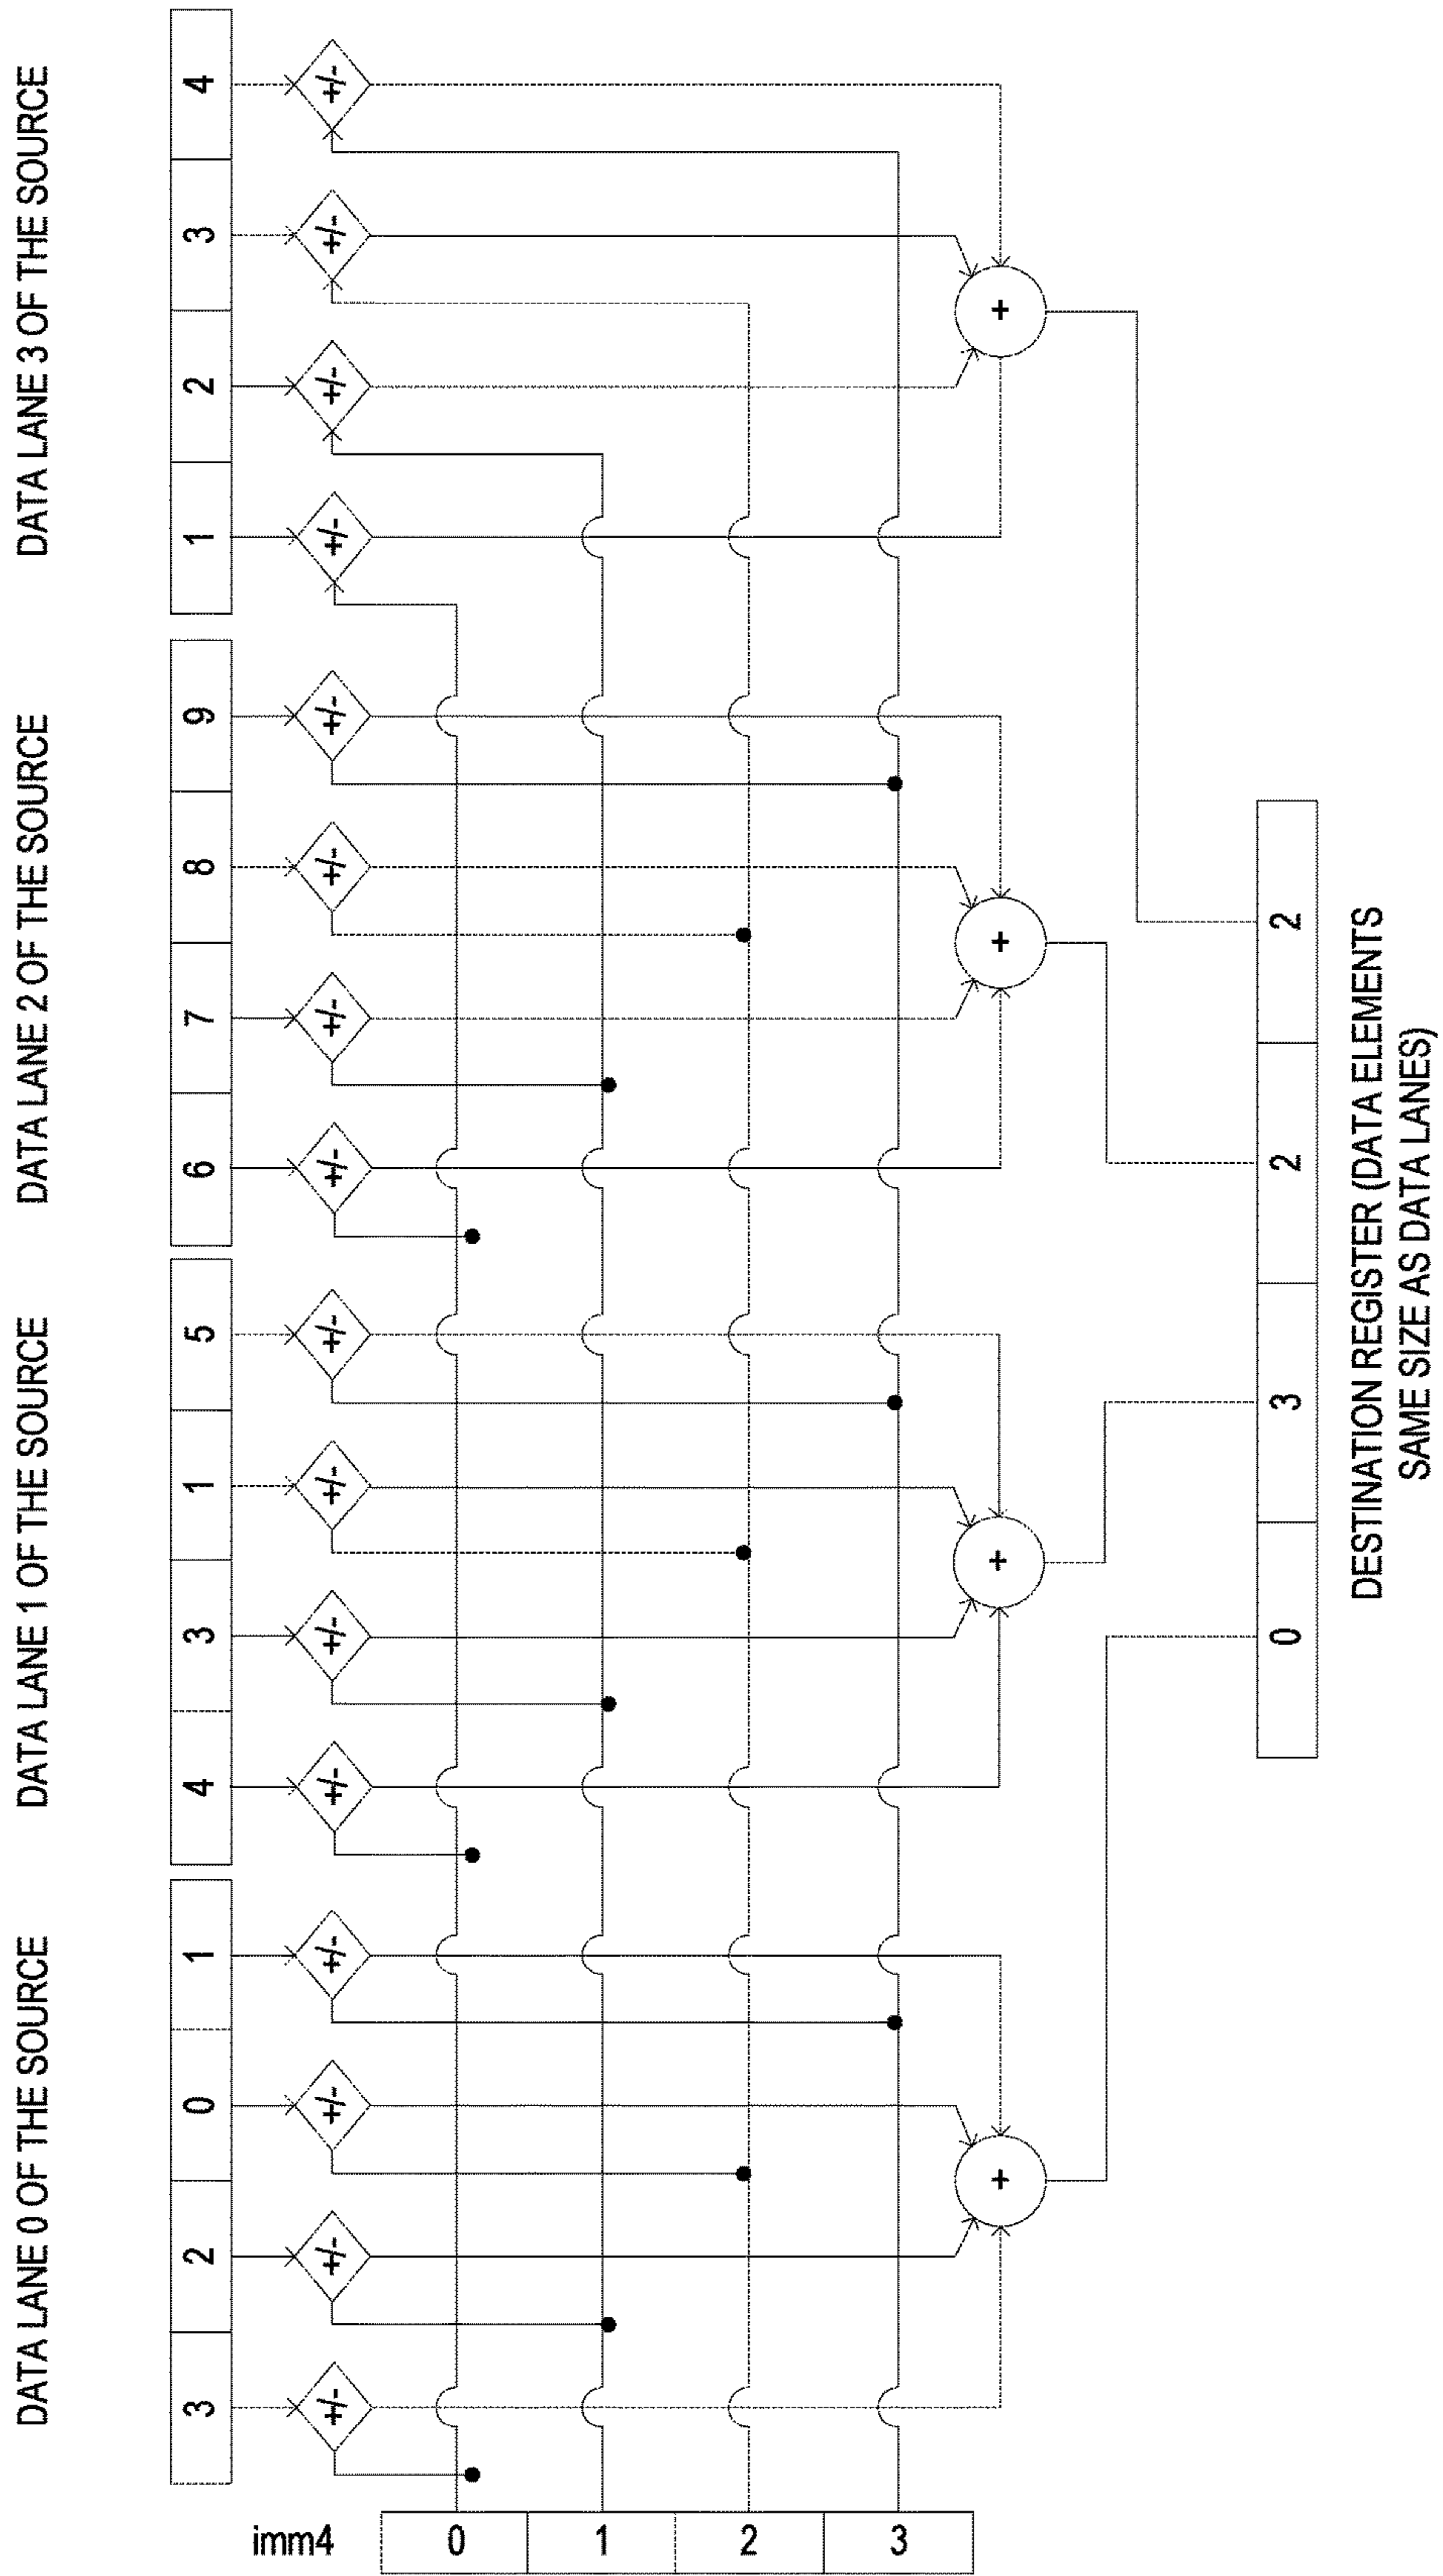 DATA LANE 0 OF THE SOURCE DATA LANE 1 OF THE SOURCE DATA LANE 2 OF THE SOURCE DATA LANE 3 OF THE SOURCE
3 2 0 1 4 3 1 5 6 7 8 9 1 2 3 4
+/- +/- +/- +/- +/- +/- +/- +/- +/- +/- +/- +/- +/- +/- +/- +/-
imm4
0
1
2
3
+ + + +
0 3 2 2
DESTINATION REGISTER (DATA ELEMENTS
SAME SIZE AS DATA LANES)